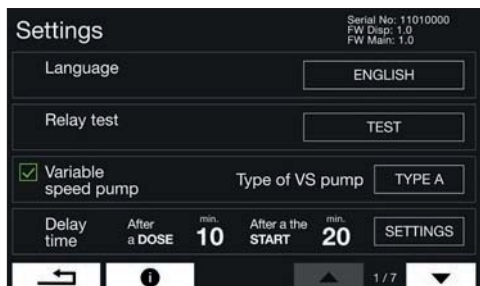 Settings
Serial No: 11010000
FW Disp: 1.0
FW Main: 1.0
Language
ENGLISH
Relay test
TEST
Variable
speed pump
Type of VS pump
TYPE A
Delay
time
After
a DOSE
min.
10
After a the
START
min.
20
SETTINGS
1/7